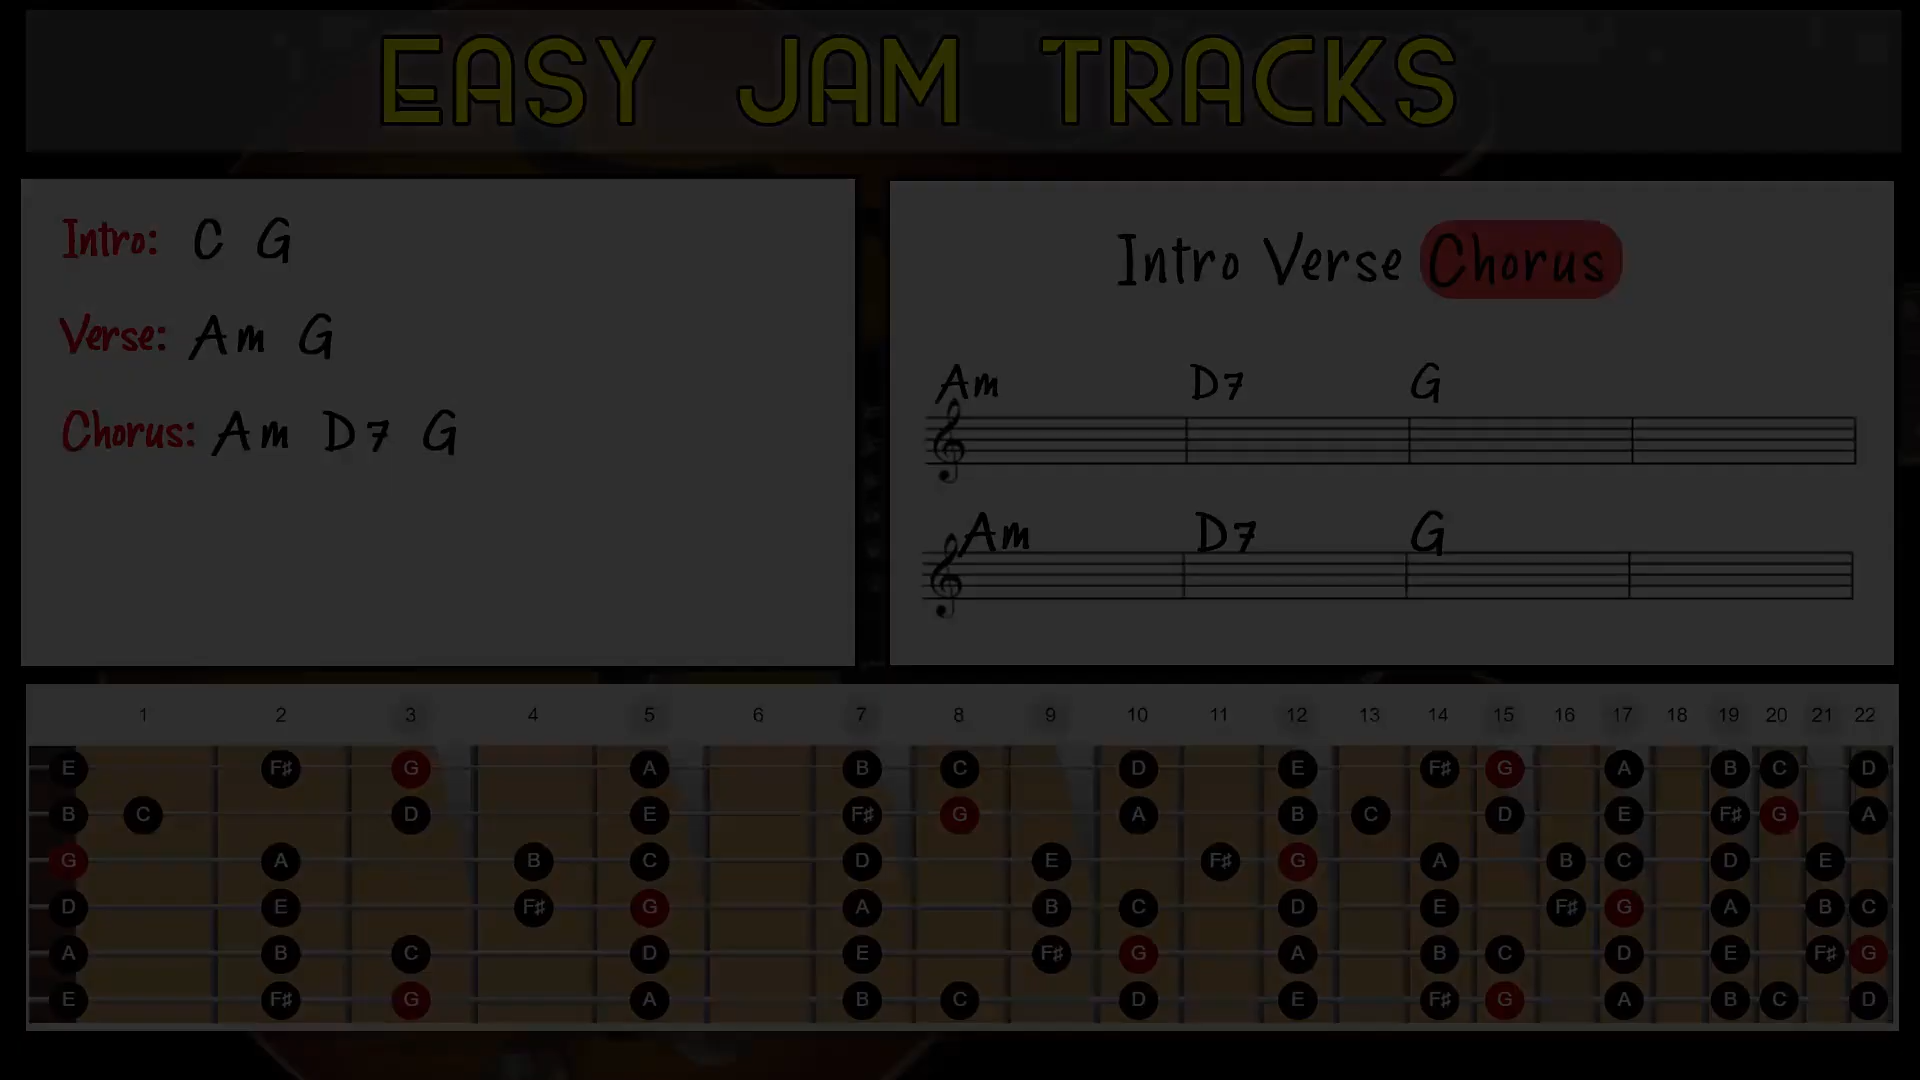 EASY JAM TRACKS
Intro: C G
Verse: Am G
Chorus: Am D7 G
Intro Verse Chorus
Am D7 G
Am D7 G
1 2 3 4 5 6 7 8 9 10 11 12 13 14 15 16 17 18 19 20 21 22
E F♯ G A B C D E F♯ G A B C D
B C D E F♯ G A B C D E F♯ G A
G A B C D E F♯ G A B C D E
D E F♯ G A B C D E F♯ G A B C
A B C D E F♯ G A B C D E F♯ G
E F♯ G A B C D E F♯ G A B C D